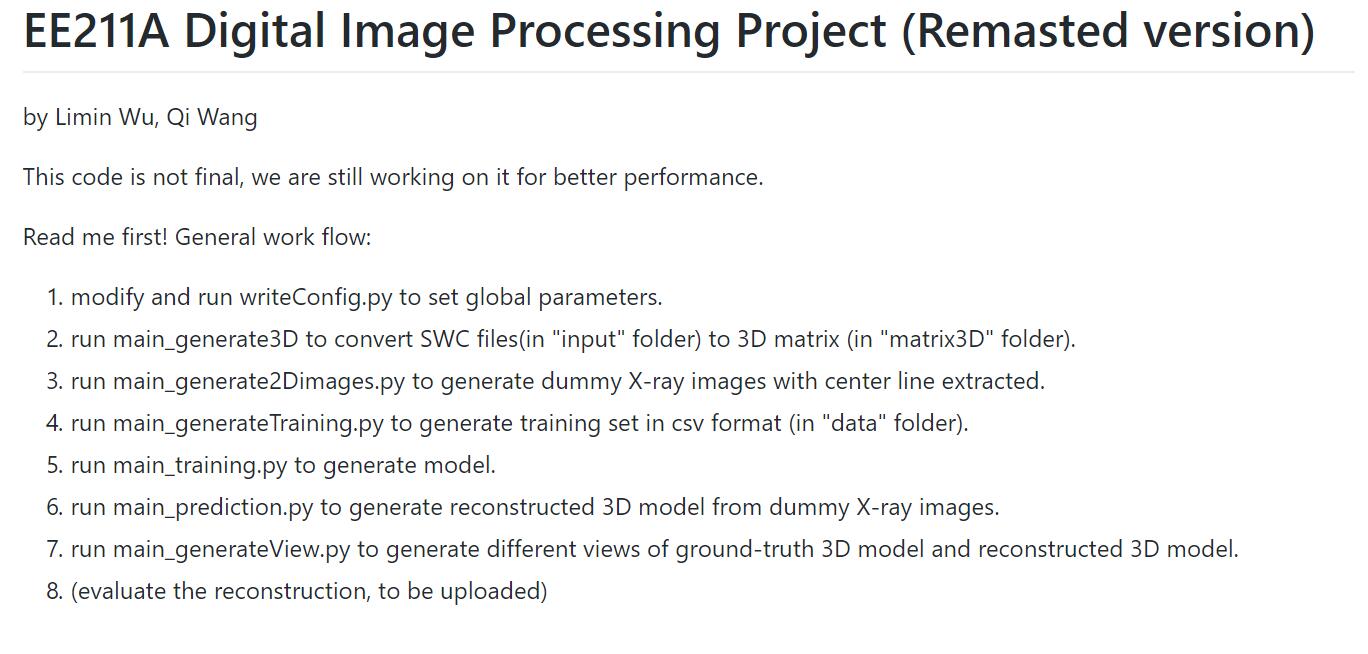 EE211A Digital Image Processing Project (Remasted version)
by Limin Wu, Qi Wang
This code is not final, we are still working on it for better performance.
Read me first! General work flow:
1. modify and run writeConfig.py to set global parameters.
2. run main_generate3D to convert SWC files(in "input" folder) to 3D matrix (in "matrix3D" folder).
3. run main_generate2Dimages.py to generate dummy X-ray images with center line extracted.
4. run main_generateTraining.py to generate training set in csv format (in "data" folder).
5. run main_training.py to generate model.
6. run main_prediction.py to generate reconstructed 3D model from dummy X-ray images.
7. run main_generateView.py to generate different views of ground-truth 3D model and reconstructed 3D model.
8. (evaluate the reconstruction, to be uploaded)